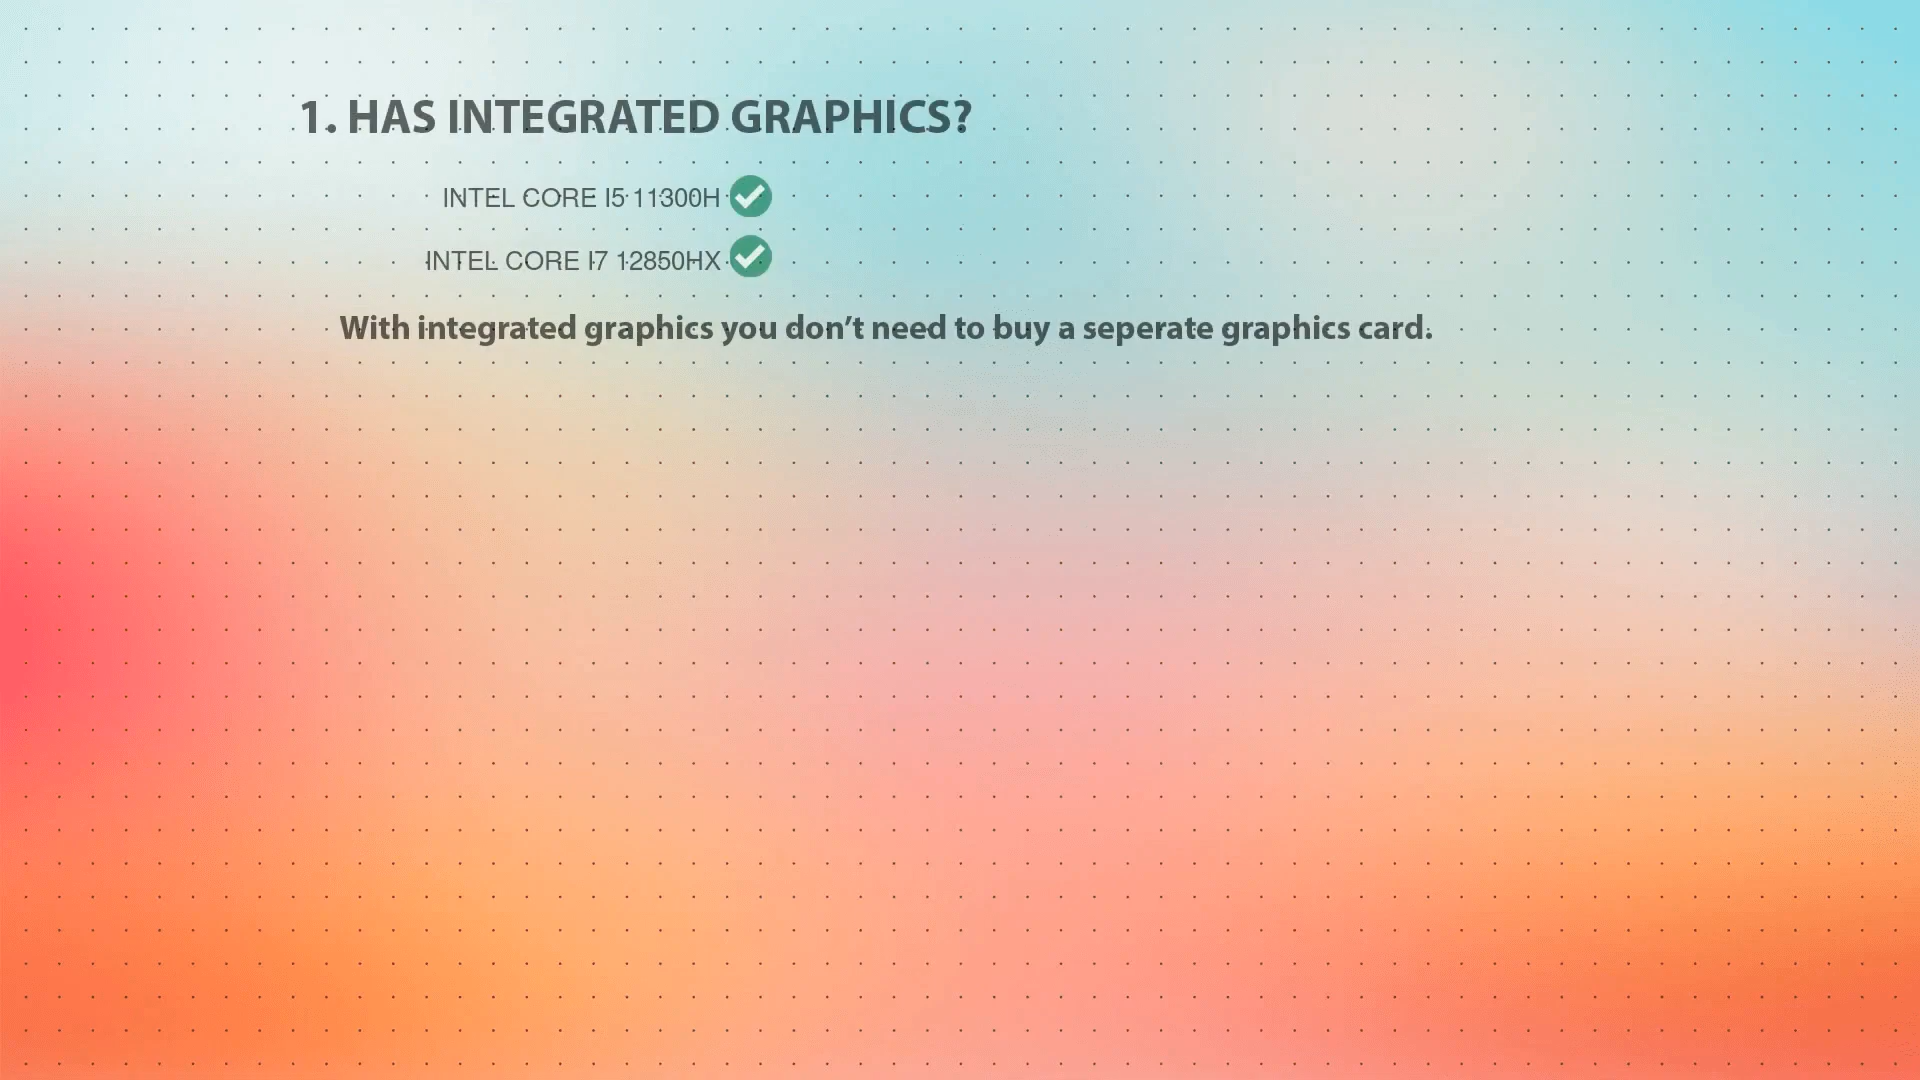 1. HAS INTEGRATED GRAPHICS?
INTEL CORE I5 11300H
INTEL CORE I7 12850HX
With integrated graphics you don’t need to buy a seperate graphics card.